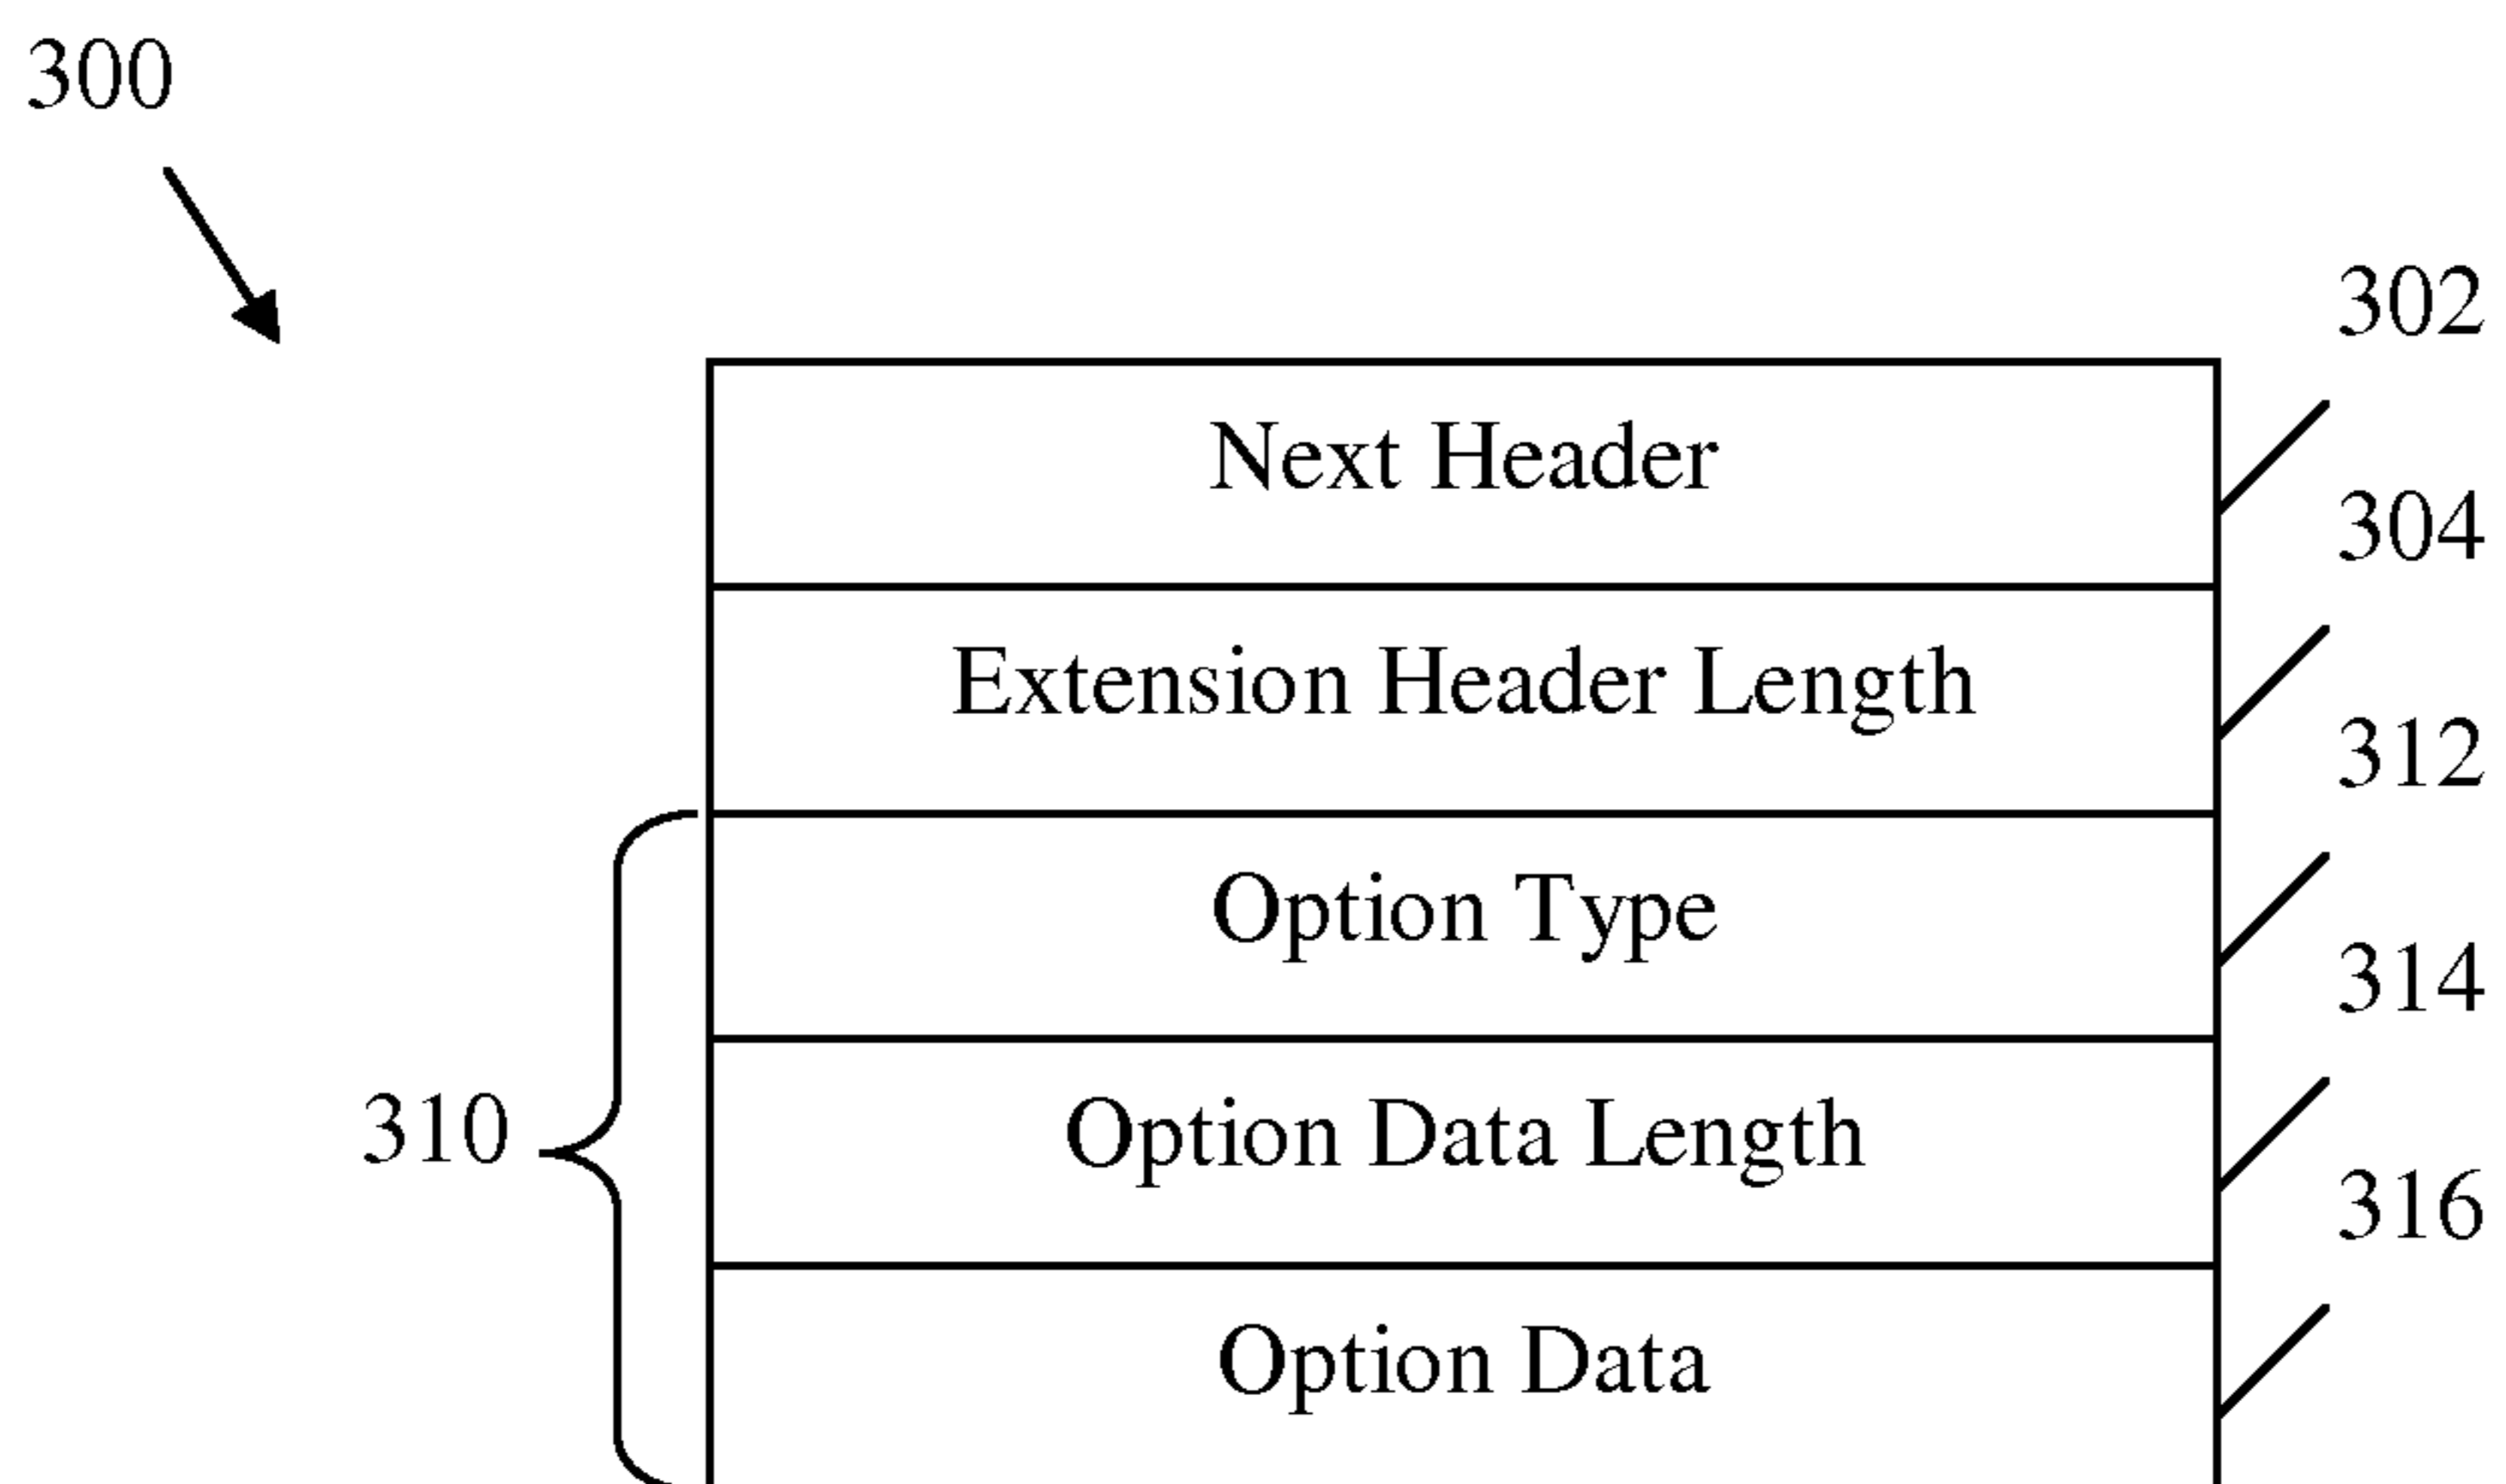 300
302
Next Header
304
Extension Header Length
312
Option Type
314
310
Option Data Length
316
Option Data